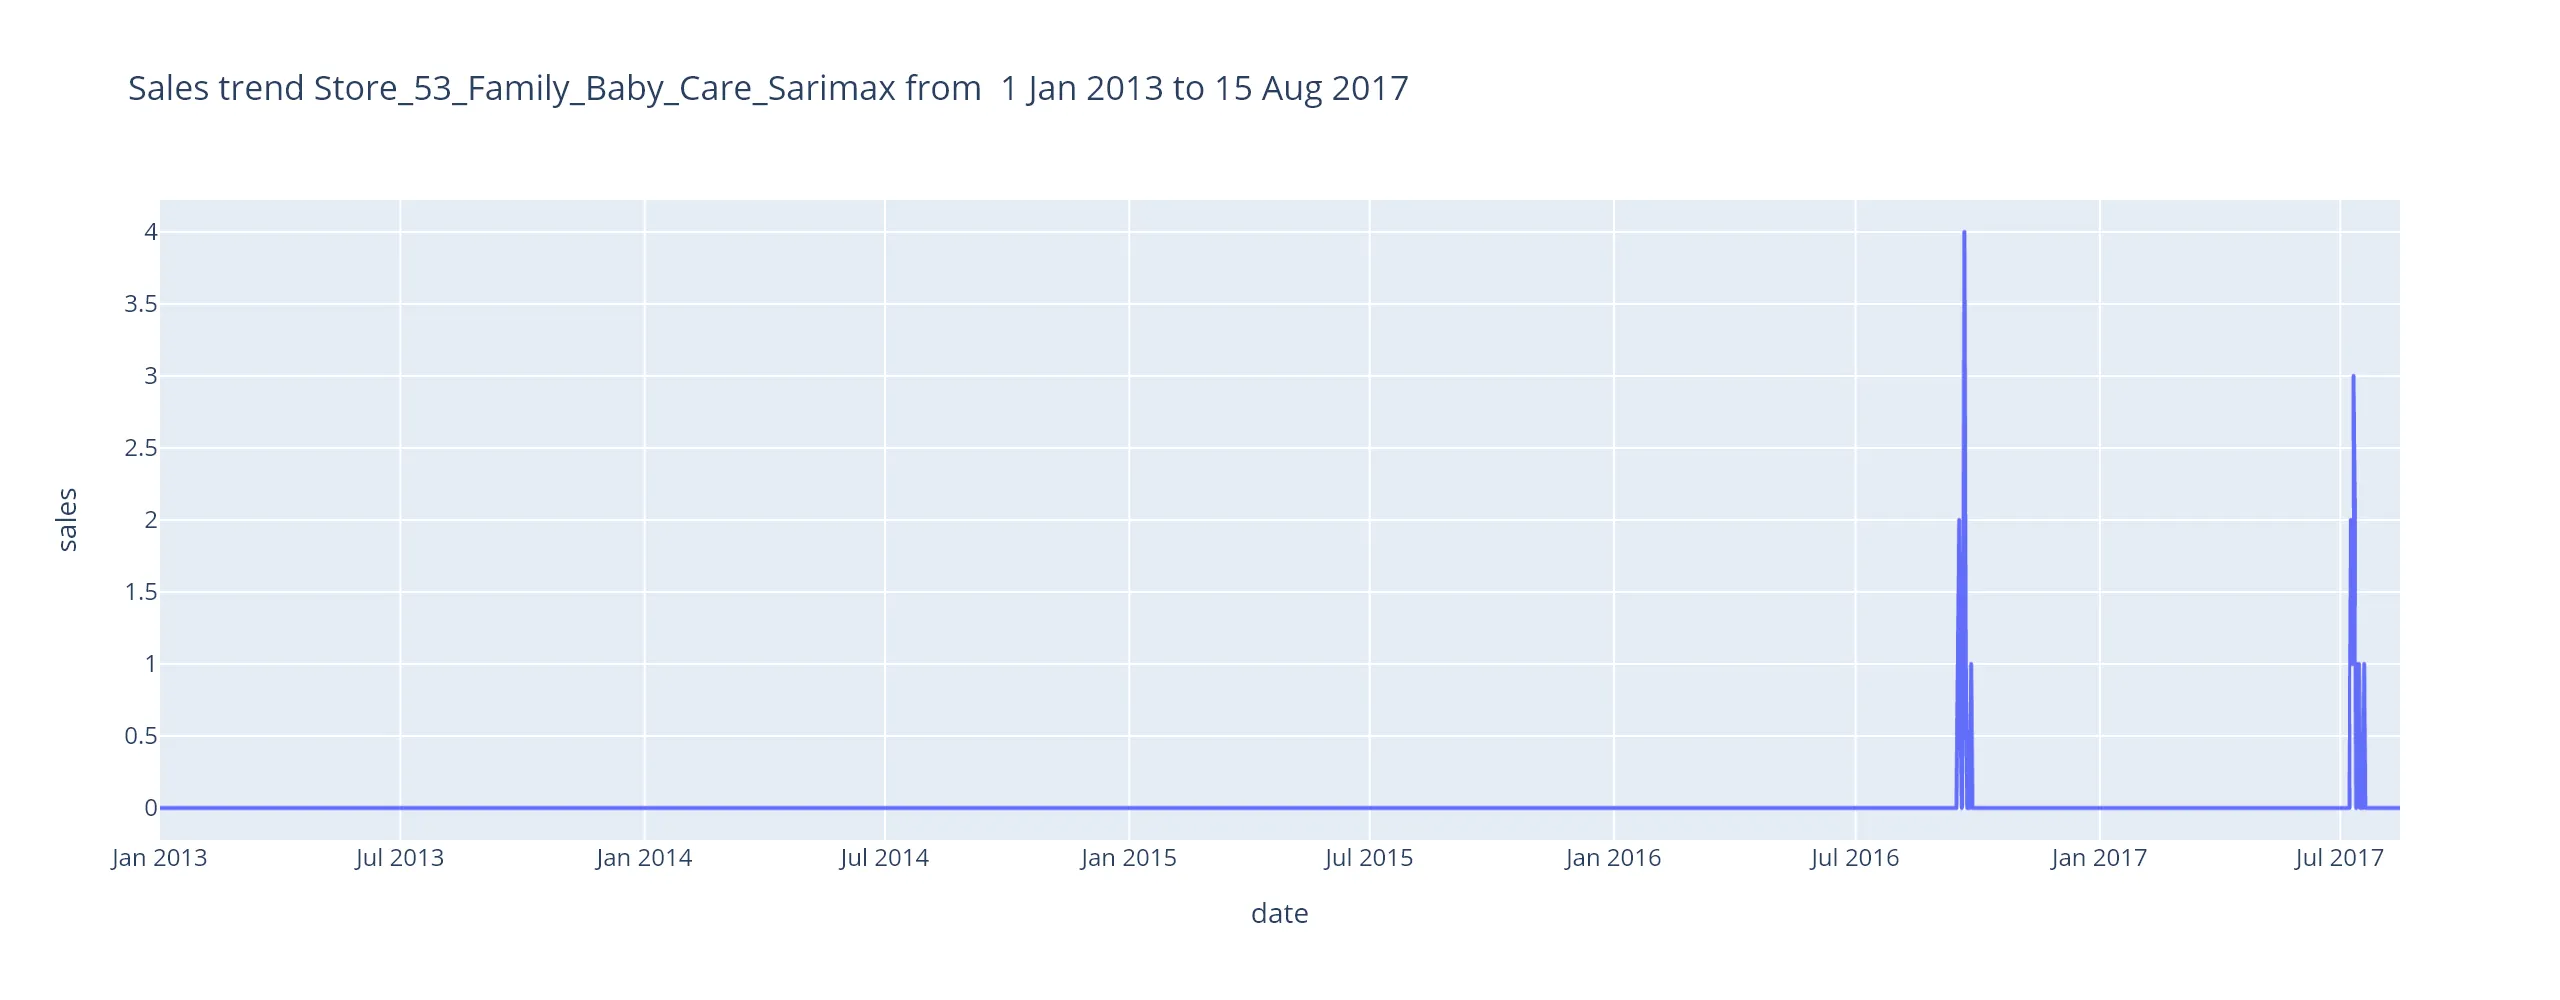 Sales trend Store_53_Family_Baby_Care_Sarimax from  1 Jan 2013 to 15 Aug 2017
4
3.5
3
2.5
2
1.5
1
0.5
0
sales
Jan 2013 Jul 2013 Jan 2014 Jul 2014 Jan 2015 Jul 2015 Jan 2016 Jul 2016 Jan 2017 Jul 2017
date